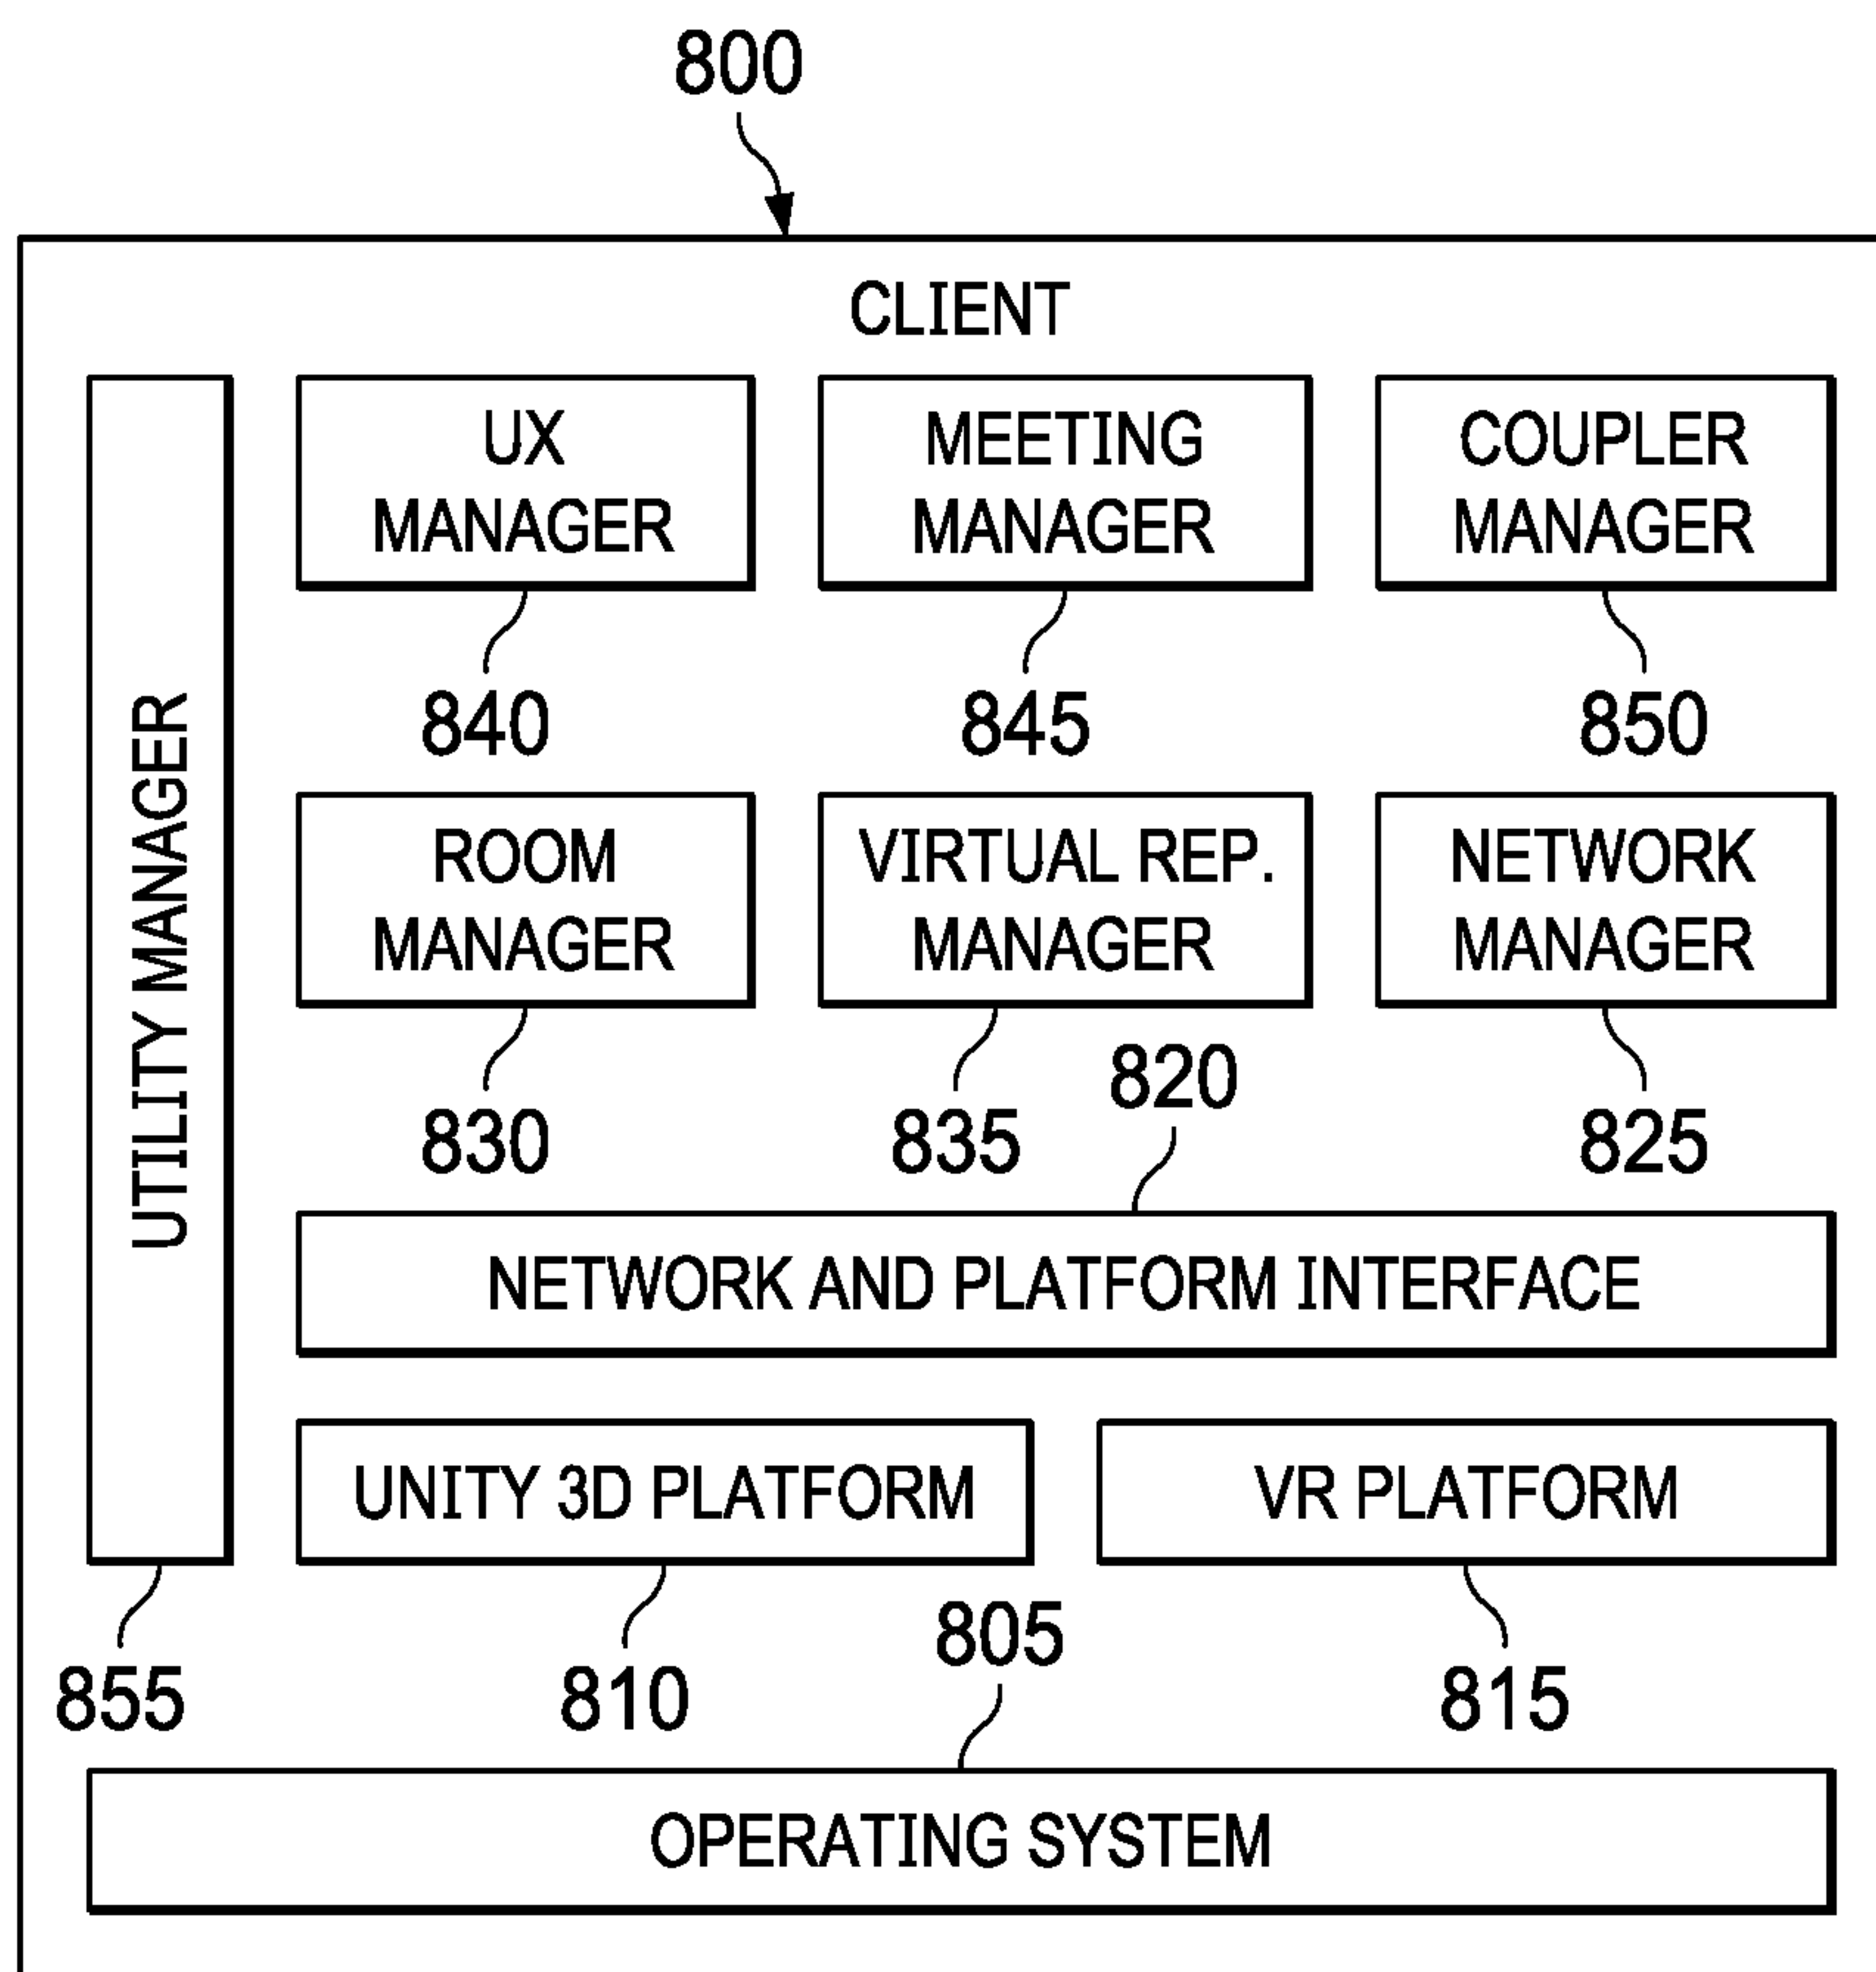 800
CLIENT
UTILITY MANAGER
UX
MANAGER
MEETING
MANAGER
COUPLER
MANAGER
840
845
850
ROOM
MANAGER
VIRTUAL REP.
MANAGER
NETWORK
MANAGER
830
835
820
825
NETWORK AND PLATFORM INTERFACE
UNITY 3D PLATFORM
VR PLATFORM
855
810
805
815
OPERATING SYSTEM